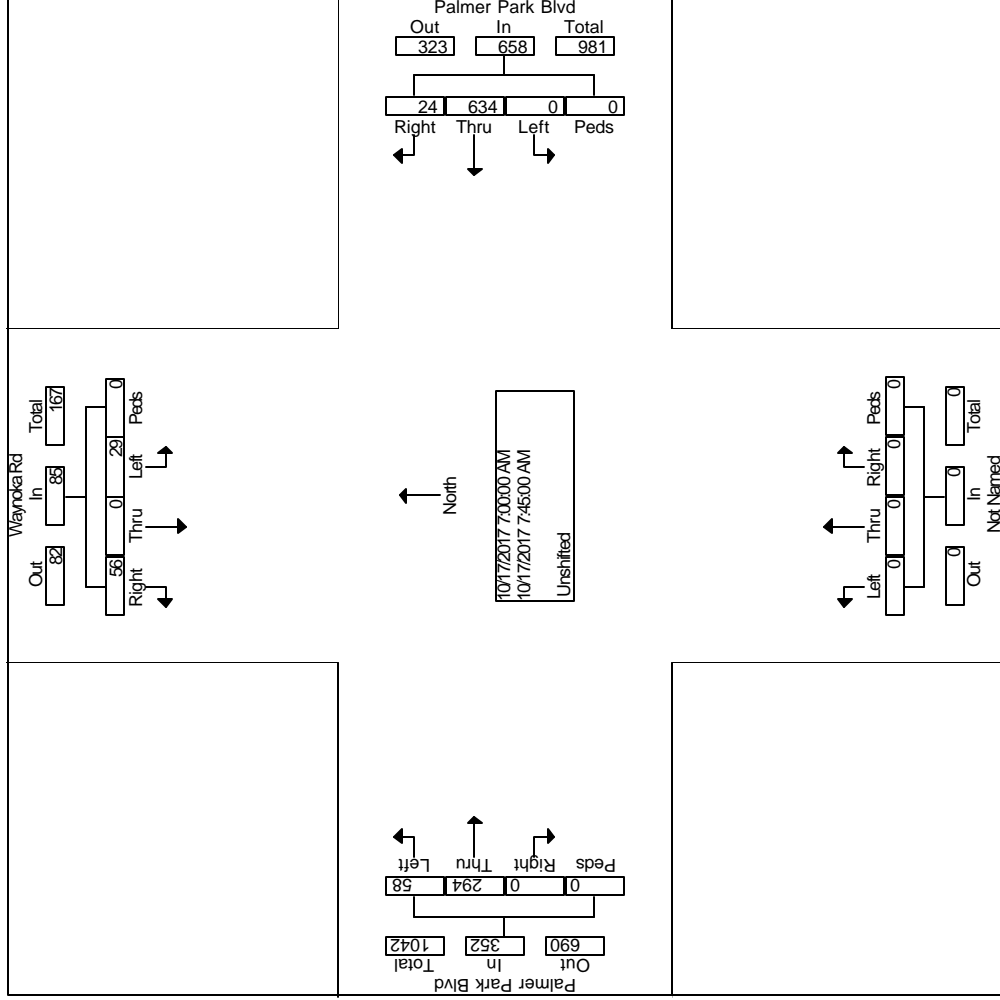 Palmer Park Blvd
Out In Total
323 658 981
24 634 0 0
Right Thru Left Peds
Waynoka Rd
Out In Total
82 85 167
56 0 29 0
Right Thru Left Peds
North
10/17/2017 7:00:00 AM
10/17/2017 7:45:00 AM
Unshifted
Left Thru Right Peds
0 0 0 0
Out In Total
0 0 0
Not Named
Left Thru Right Peds
58 294 0 0
1042 352 690
Total In Out
Palmer Park Blvd